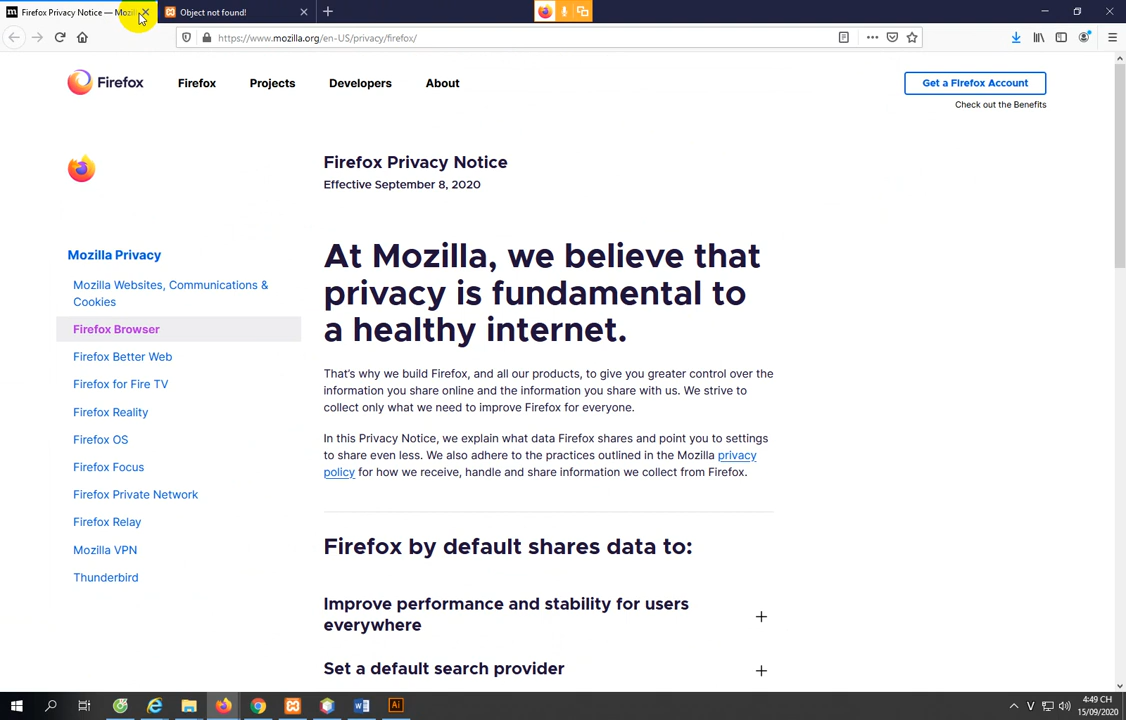 Firefox Privacy Notice — Mozil
Object not found!
https://www.mozilla.org/en-US/privacy/firefox/
Firefox
Firefox
Projects
Developers
About
Get a Firefox Account
Check out the Benefits
Firefox Privacy Notice
Effective September 8, 2020
Mozilla Privacy
Mozilla Websites, Communications &
Cookies
Firefox Browser
Firefox Better Web
Firefox for Fire TV
Firefox Reality
Firefox OS
Firefox Focus
Firefox Private Network
Firefox Relay
Mozilla VPN
Thunderbird
At Mozilla, we believe that
privacy is fundamental to
a healthy internet.
That's why we build Firefox, and all our products, to give you greater control over the
information you share online and the information you share with us. We strive to
collect only what we need to improve Firefox for everyone.
In this Privacy Notice, we explain what data Firefox shares and point you to settings
to share even less. We also adhere to the practices outlined in the Mozilla privacy
policy for how we receive, handle and share information we collect from Firefox.
Firefox by default shares data to:
Improve performance and stability for users
everywhere
Set a default search provider
4:49 CH
15/09/2020